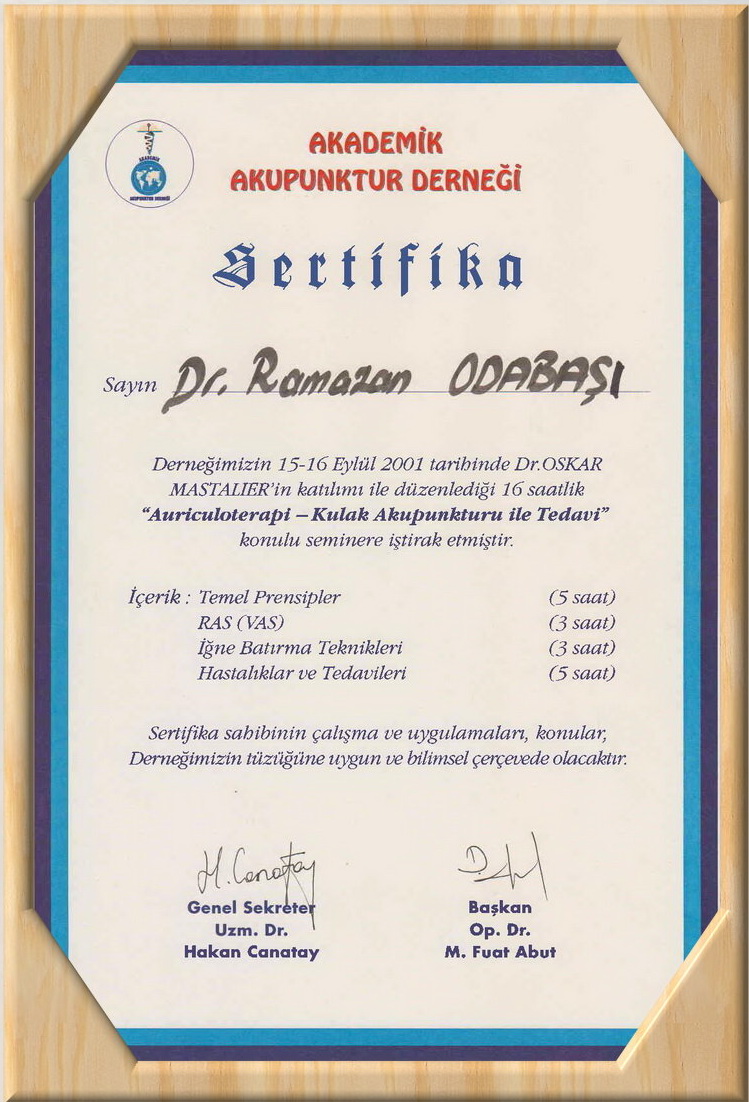 AKADEMİK
AKUPUNKTUR DERNEĞİ
AKADEMİK
AKUPUNKTUR DERNEĞİ
Sertifika
Sayın Dr. Ramazan ODABAŞI
Derneğimizin 15-16 Eylül 2001 tarihinde Dr.OSKAR
MASTALIER'in katılımı ile düzenlediği 16 saatlik
“Auriculoterapi – Kulak Akupunkturu ile Tedavi”
konulu seminere iştirak etmiştir.
İçerik : Temel Prensipler (5 saat)
RAS (VAS) (3 saat)
İğne Batırma Teknikleri (3 saat)
Hastalıklar ve Tedavileri (5 saat)
Sertifika sahibinin çalışma ve uygulamaları, konular,
Derneğimizin tüzüğüne uygun ve bilimsel çerçevede olacaktır.
H. Canatay
Genel Sekreter
Uzm. Dr.
Hakan Canatay
Başkan
Op. Dr.
M. Fuat Abut